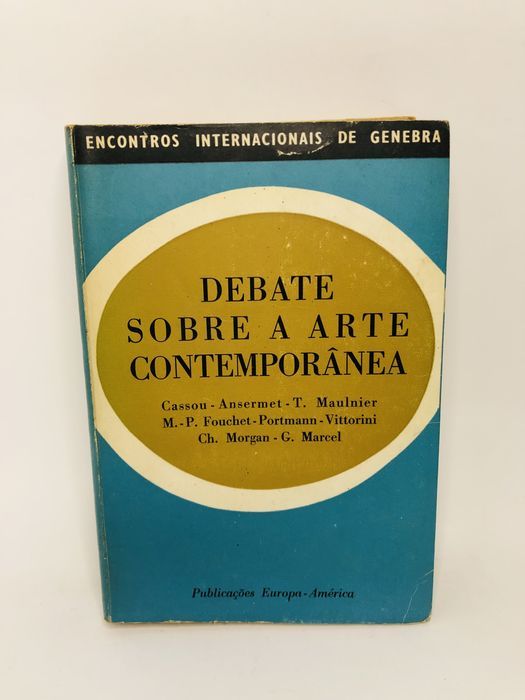 ENCONTROS INTERNACIONAIS DE GENEBRA
DEBATE
SOBRE A ARTE
CONTEMPORÂNEA
Cassou - Ansermet - T. Maulnier
M.-P. Fouchet - Portmann - Vittorini
Ch. Morgan - G. Marcel
Publicações Europa-América